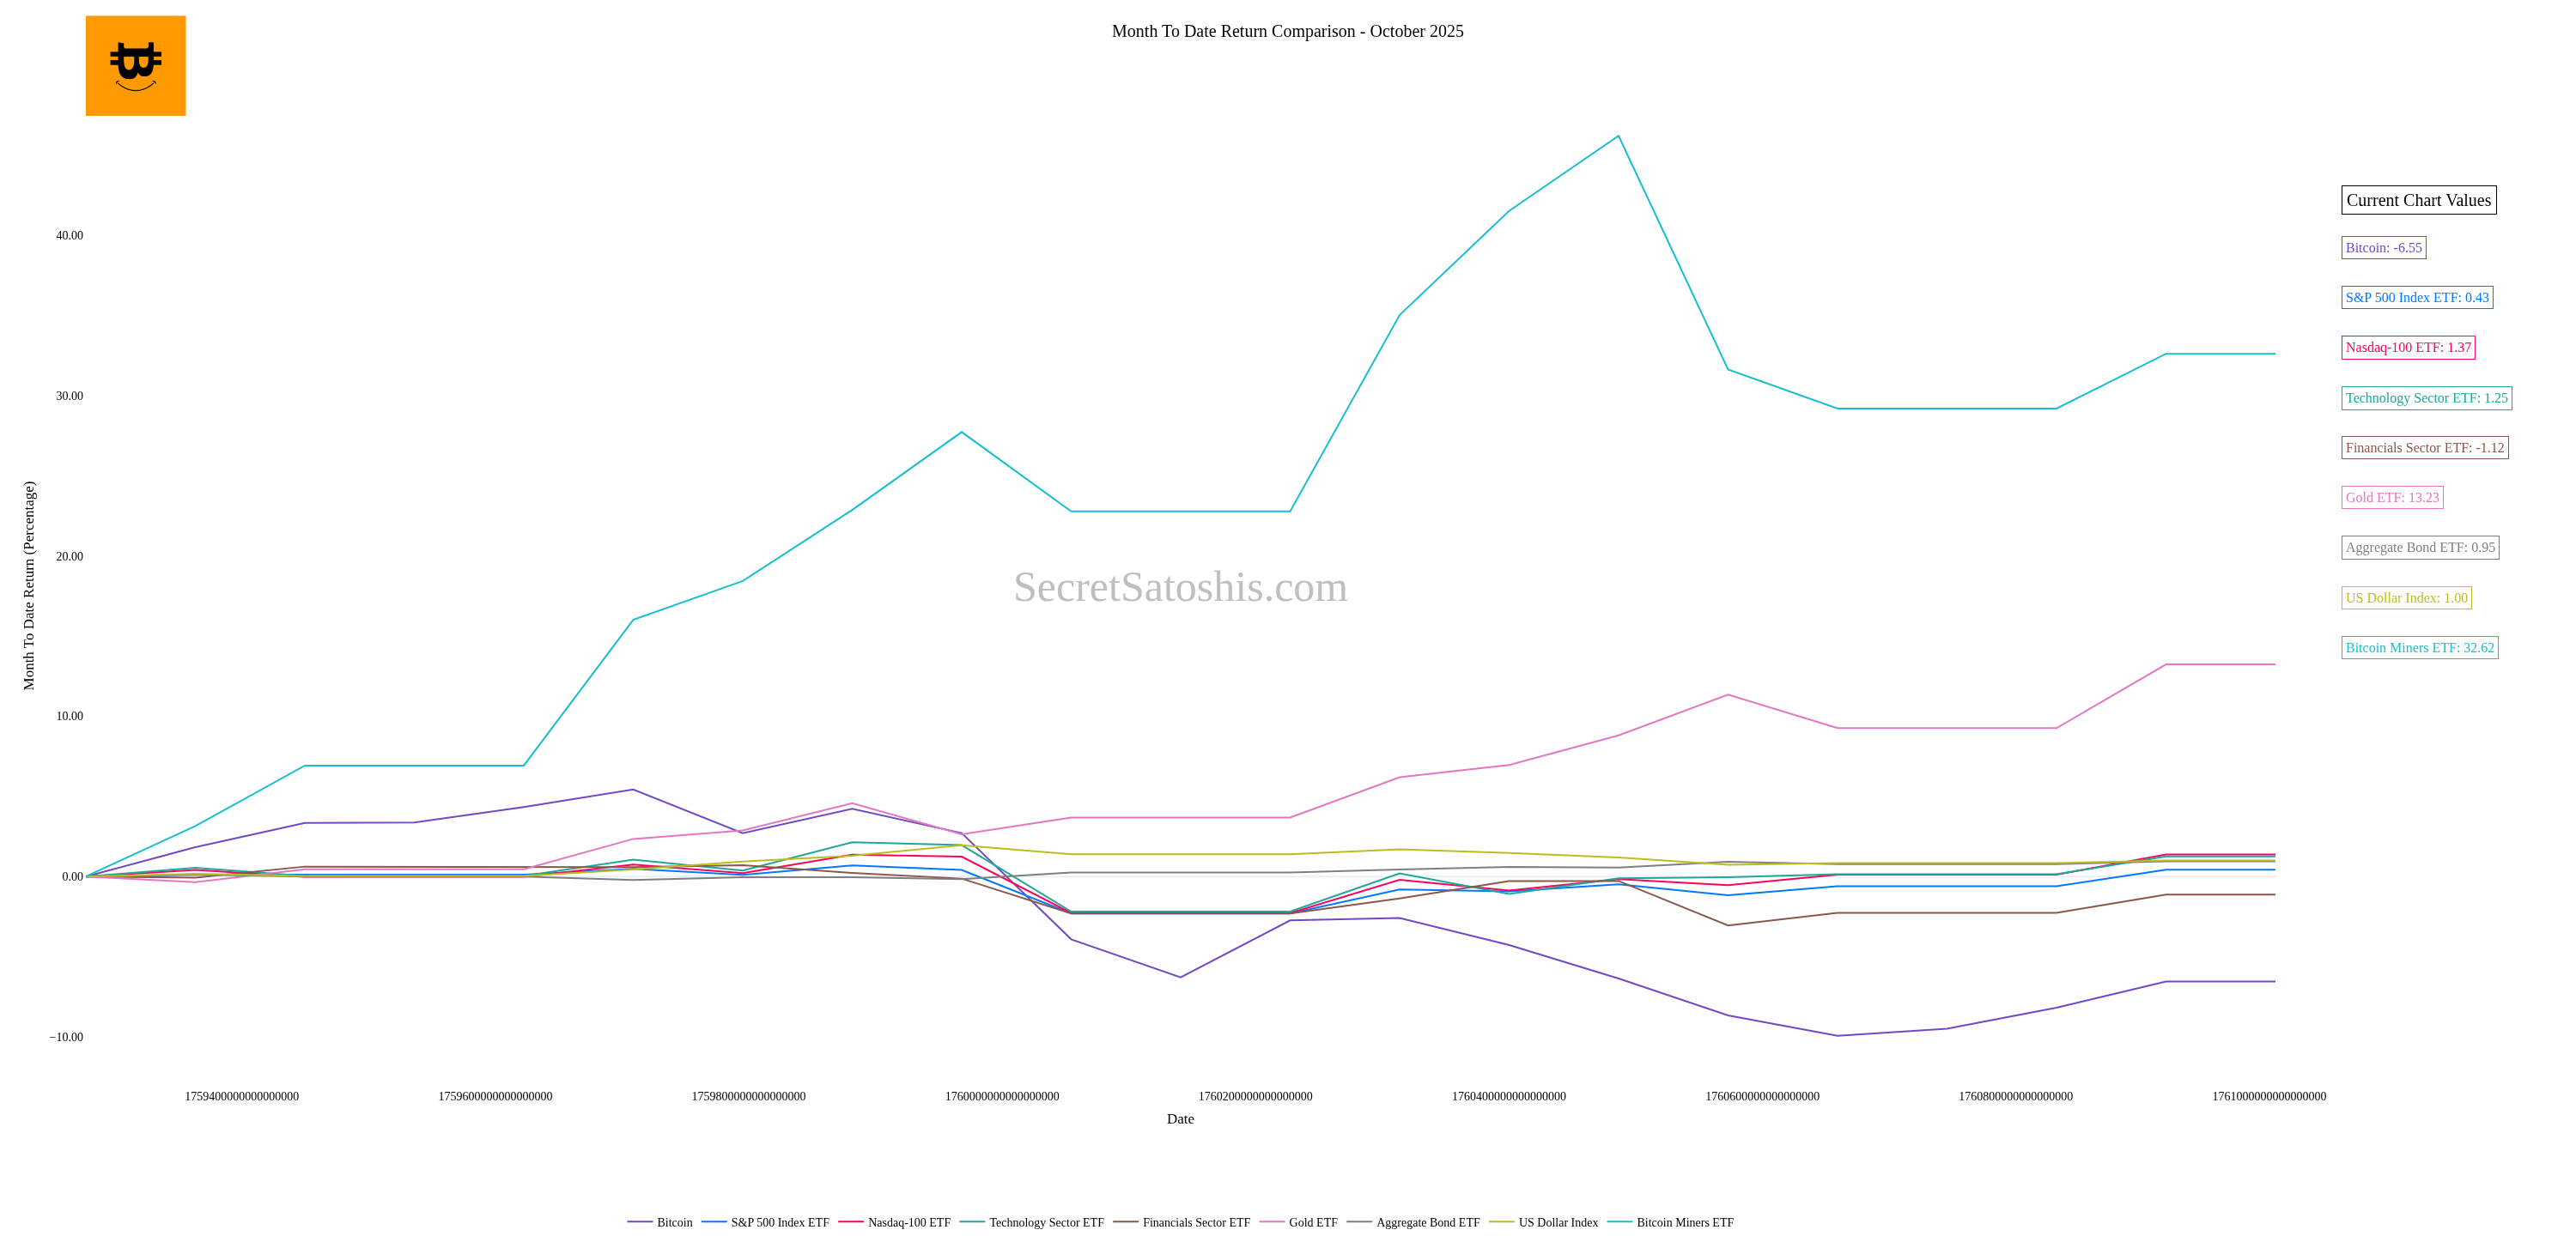 Month To Date Return Comparison - October 2025
Current Chart Values
Bitcoin: -6.55
S&P 500 Index ETF: 0.43
Nasdaq-100 ETF: 1.37
Technology Sector ETF: 1.25
Financials Sector ETF: -1.12
Gold ETF: 13.23
Aggregate Bond ETF: 0.95
US Dollar Index: 1.00
Bitcoin Miners ETF: 32.62
Month To Date Return (Percentage)
40.00
30.00
20.00
10.00
0.00
−10.00
SecretSatoshis.com
1759400000000000000 1759600000000000000 1759800000000000000 1760000000000000000 1760200000000000000 1760400000000000000 1760600000000000000 1760800000000000000 1761000000000000000
Date
Bitcoin S&P 500 Index ETF Nasdaq-100 ETF Technology Sector ETF Financials Sector ETF Gold ETF Aggregate Bond ETF US Dollar Index Bitcoin Miners ETF